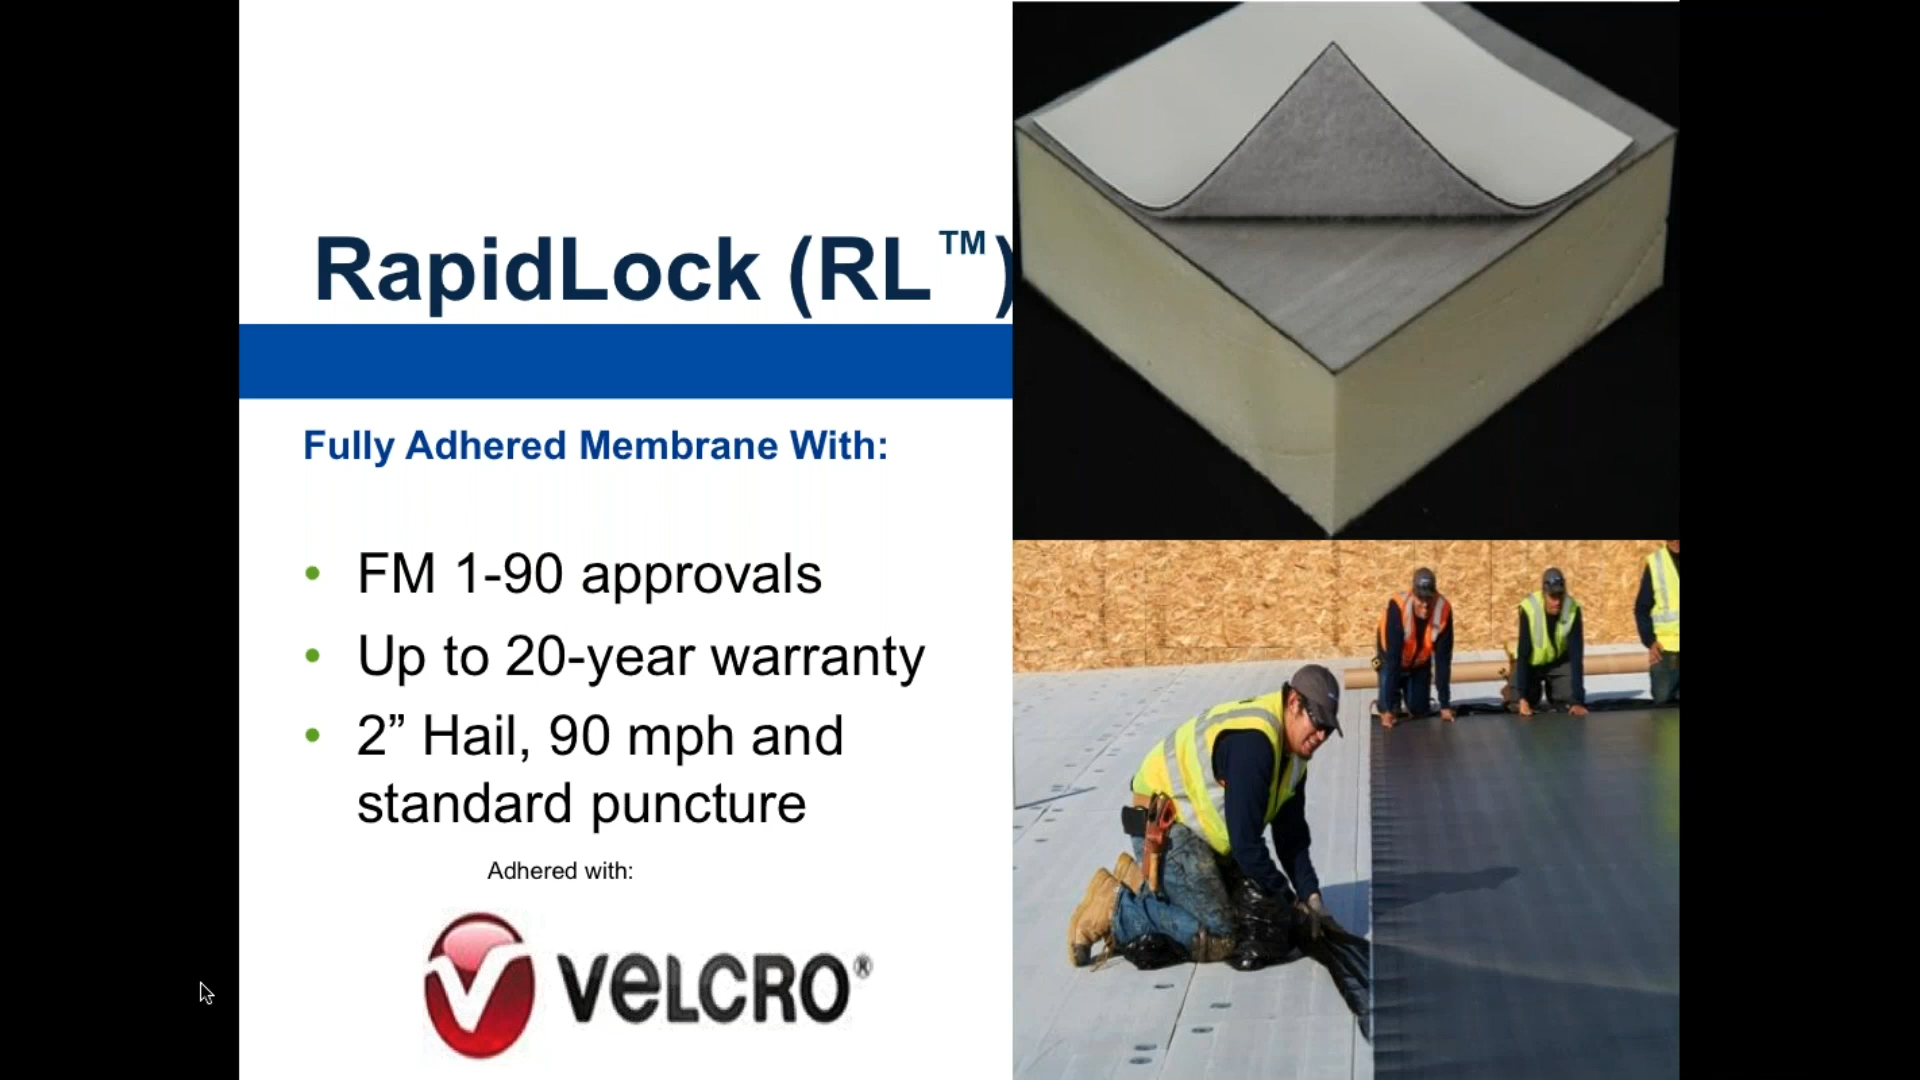 RapidLock (RL™)
Fully Adhered Membrane With:
• FM 1-90 approvals
• Up to 20-year warranty
• 2” Hail, 90 mph and
standard puncture
Adhered with:
VELCRO®